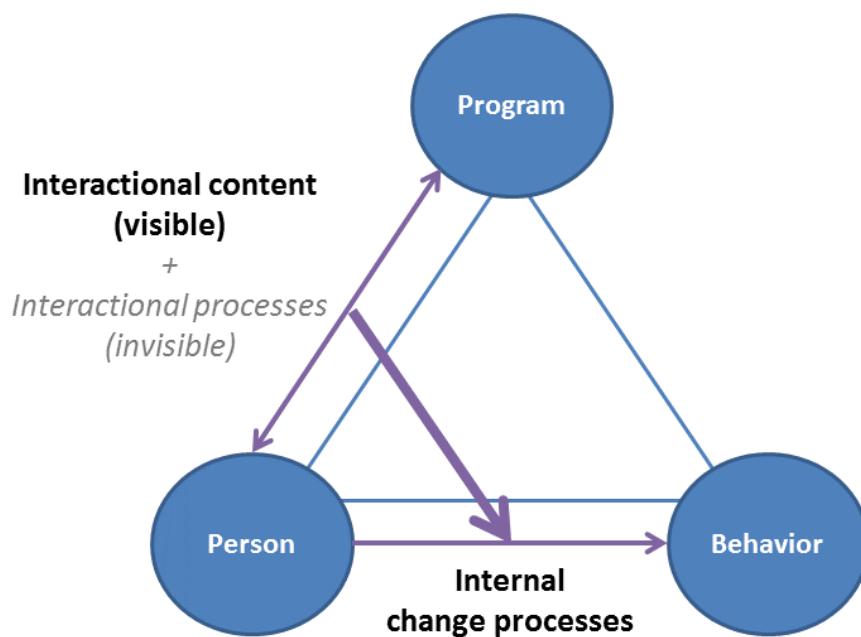 Program
Interactional content
(visible)
+
Interactional processes
(invisible)
Person
Behavior
Internal
change processes